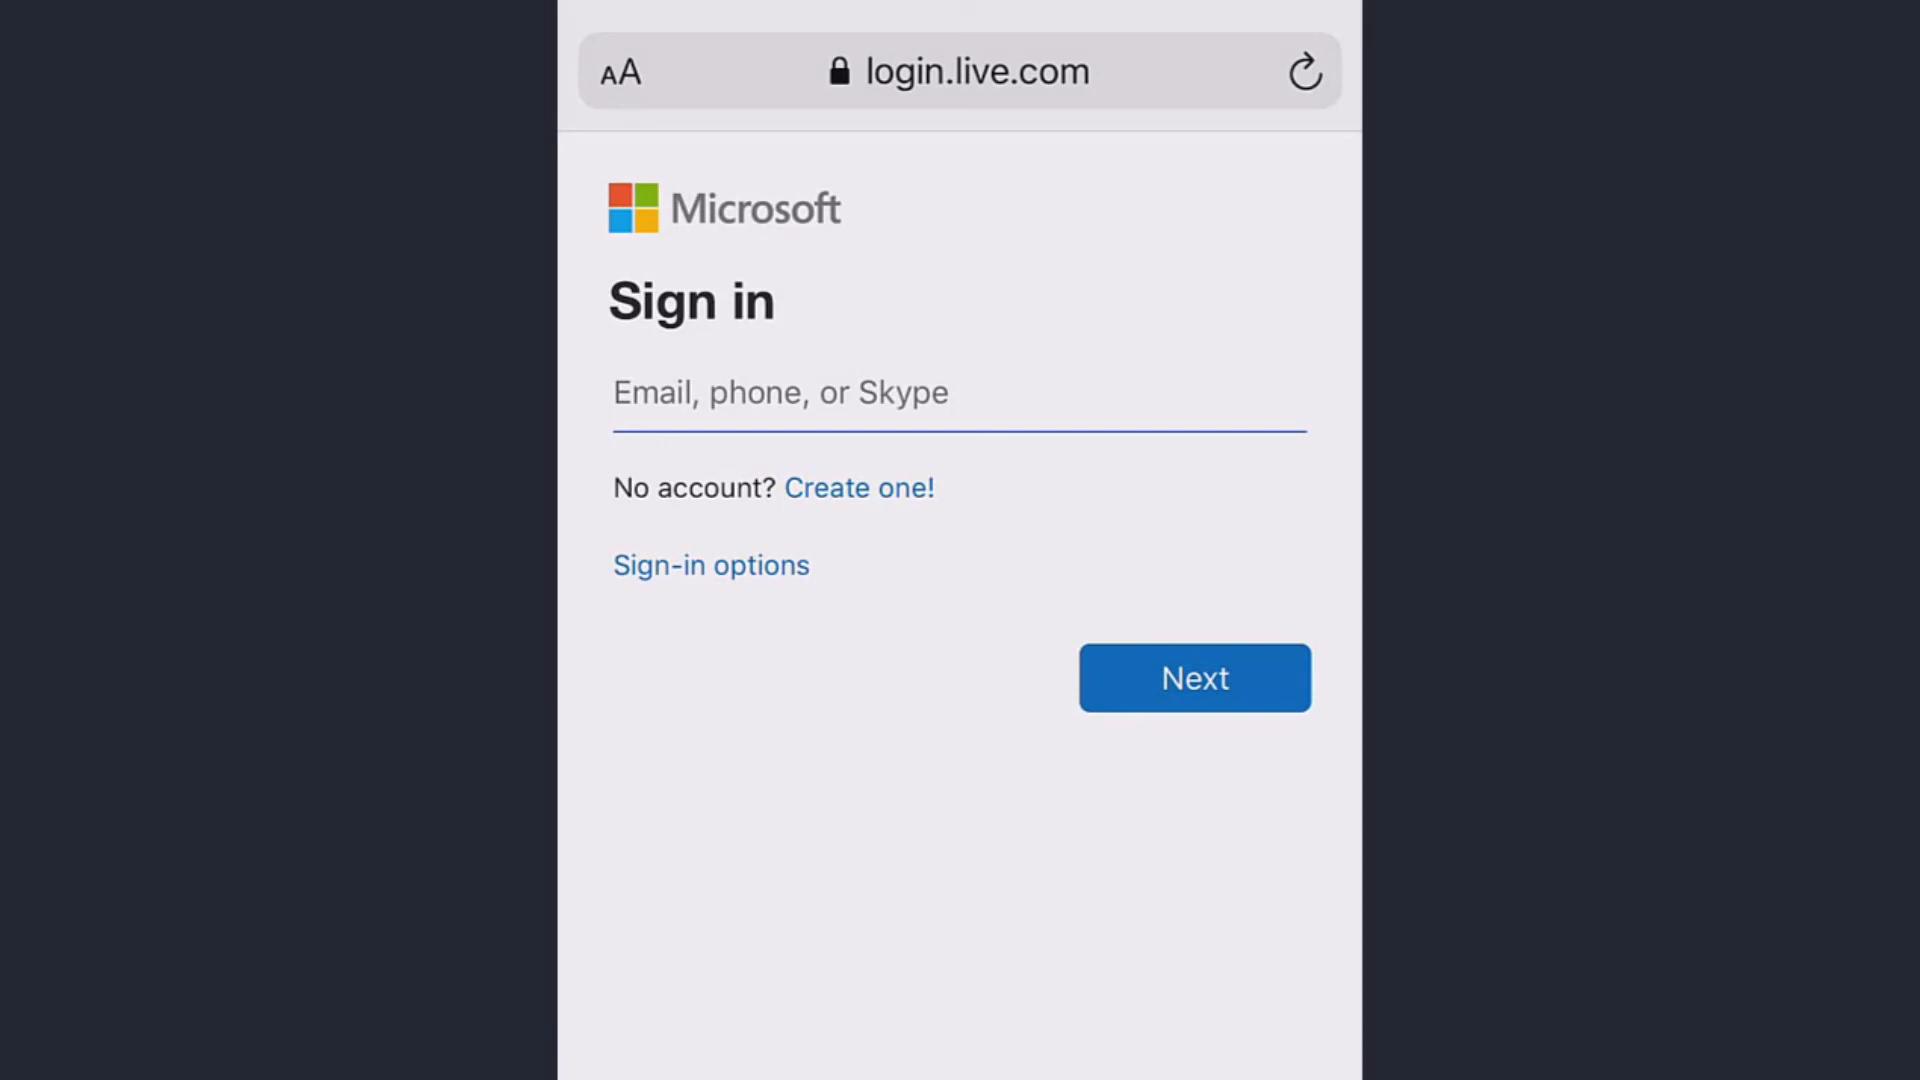 AA login.live.com
Microsoft
Sign in
Email, phone, or Skype
No account? Create one!
Sign-in options
Next